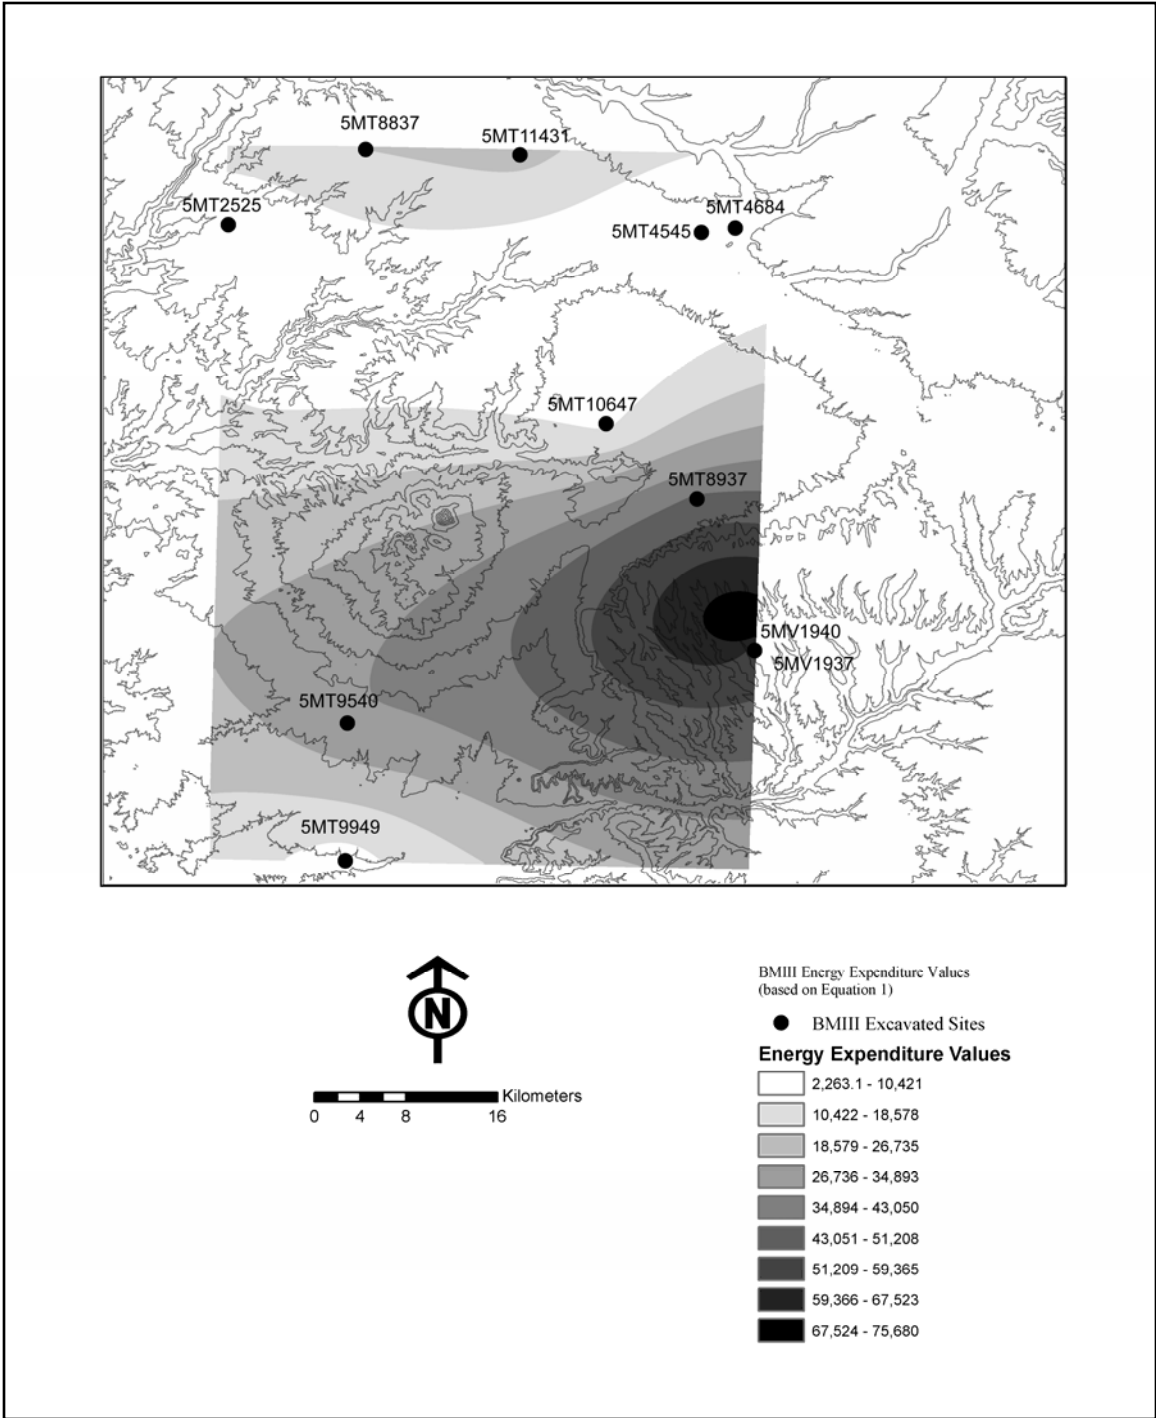 5MT8837
5MT11431
5MT2525
5MT4684
5MT4545
5MT10647
5MT8937
5MV1940
5MV1937
5MT9540
5MT9949
N
Kilometers
0 4 8 16
BMIII Energy Expenditure Values
(based on Equation 1)
BMIII Excavated Sites
Energy Expenditure Values
2,263.1 - 10,421
10,422 - 18,578
18,579 - 26,735
26,736 - 34,893
34,894 - 43,050
43,051 - 51,208
51,209 - 59,365
59,366 - 67,523
67,524 - 75,680